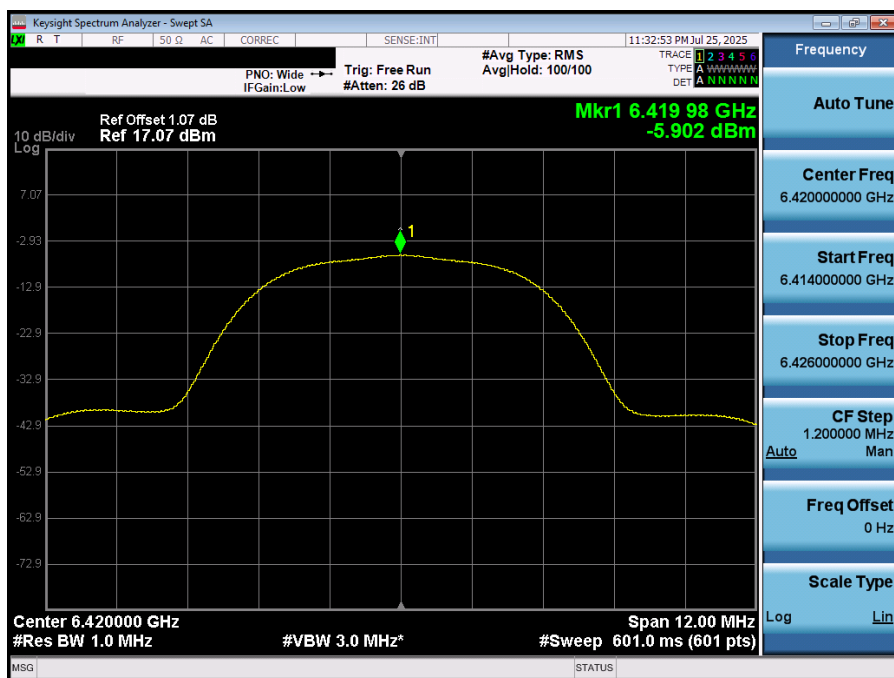 Keysight Spectrum Analyzer - Swept SA
LXI R T RF 50 Ω AC CORREC SENSE:INT 11:32:53 PM Jul 25, 2025
Frequency
#Avg Type: RMS
Avg|Hold: 100/100
TRACE 1 2 3 4 5 6
TYPE A WWWWW
DET A N N N N N
PNO: Wide
IFGain:Low
Trig: Free Run
#Atten: 26 dB
Auto Tune
Mkr1 6.419 98 GHz
-5.902 dBm
Ref Offset 1.07 dB
Ref 17.07 dBm
10 dB/div
Log
7.07
-2.93
-12.9
-22.9
-32.9
-42.9
-52.9
-62.9
-72.9
1
Center Freq
6.420000000 GHz
Start Freq
6.414000000 GHz
Stop Freq
6.426000000 GHz
CF Step
1.200000 MHz
Auto Man
Freq Offset
0 Hz
Scale Type
Log Lin
Center 6.420000 GHz
Span 12.00 MHz
#Res BW 1.0 MHz
#VBW 3.0 MHz*
#Sweep 601.0 ms (601 pts)
MSG
STATUS